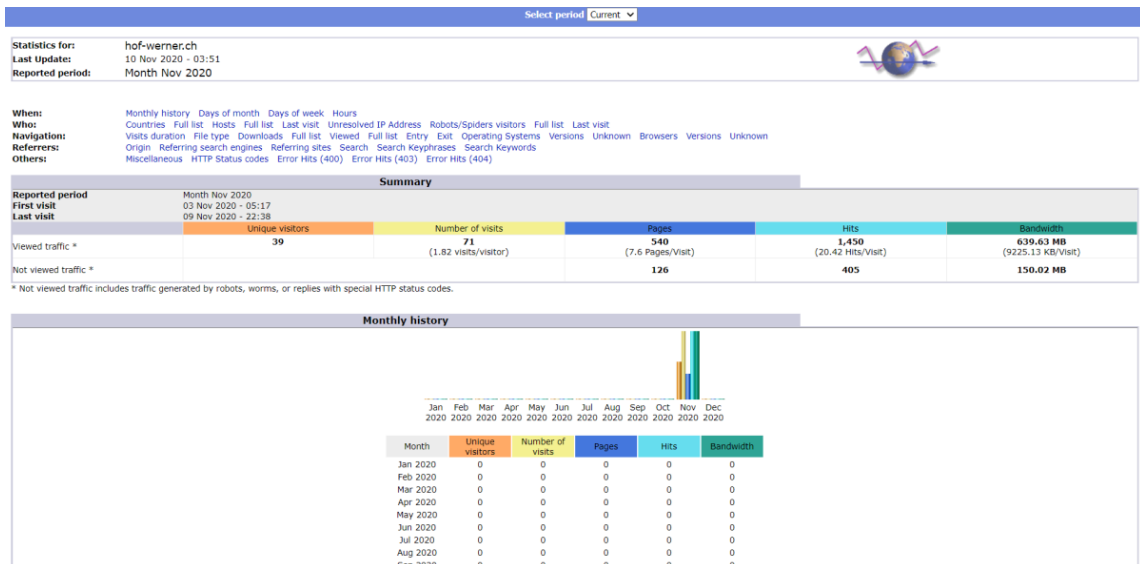 Select period Current
Statistics for: hof-werner.ch
Last Update: 10 Nov 2020 - 03:51
Reported period: Month Nov 2020
When: Monthly history Days of month Days of week Hours
Who: Countries Full list Hosts Full list Last visit Unresolved IP Address Robots/Spiders visitors Full list Last visit
Navigation: Visits duration File type Downloads Full list Viewed Full list Entry Exit Operating Systems Versions Unknown Browsers Versions Unknown
Referrers: Origin Referring search engines Referring sites Search Search Keyphrases Search Keywords
Others: Miscellaneous HTTP Status codes Error Hits (400) Error Hits (403) Error Hits (404)
Summary
Reported period Month Nov 2020
First visit 03 Nov 2020 - 05:17
Last visit 09 Nov 2020 - 22:38
Unique visitors Number of visits Pages Hits Bandwidth
Viewed traffic * 39 71 540 1,450 639.63 MB
(1.82 visits/visitor) (7.6 Pages/Visit) (20.42 Hits/Visit) (9225.13 KB/Visit)
Not viewed traffic * 126 405 150.02 MB
* Not viewed traffic includes traffic generated by robots, worms, or replies with special HTTP status codes.
Monthly history
Jan Feb Mar Apr May Jun Jul Aug Sep Oct Nov Dec
2020 2020 2020 2020 2020 2020 2020 2020 2020 2020 2020 2020
Month Unique visitors Number of visits Pages Hits Bandwidth
Jan 2020 0 0 0 0 0
Feb 2020 0 0 0 0 0
Mar 2020 0 0 0 0 0
Apr 2020 0 0 0 0 0
May 2020 0 0 0 0 0
Jun 2020 0 0 0 0 0
Jul 2020 0 0 0 0 0
Aug 2020 0 0 0 0 0